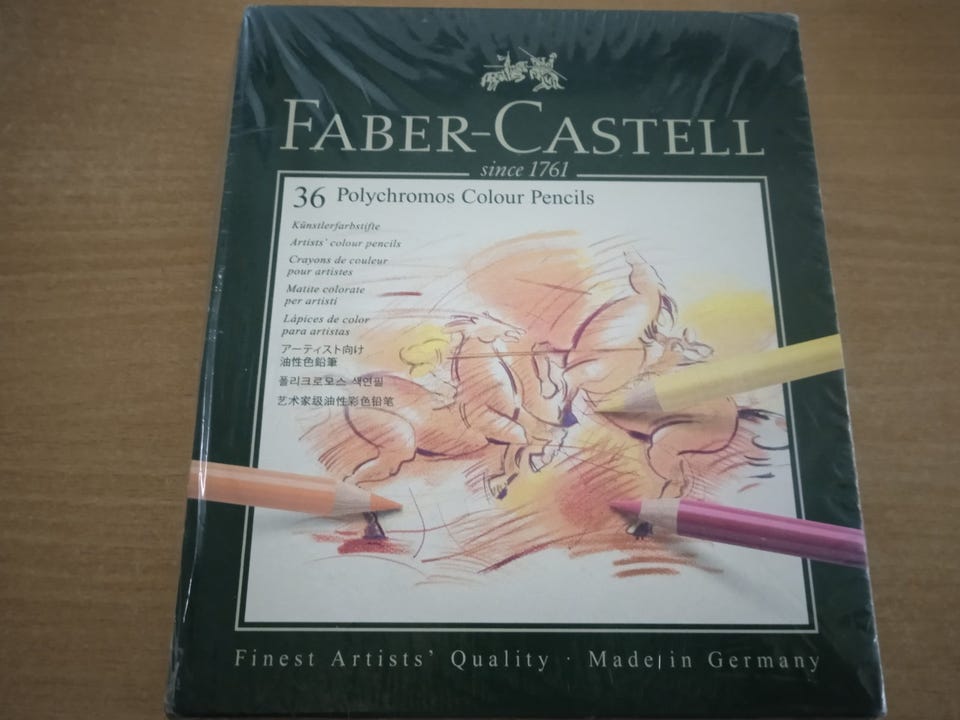 FABER-CASTELL
since 1761
36 Polychromos Colour Pencils
Künstlerfarbstifte
Artists' colour pencils
Crayons de couleur
pour artistes
Matite colorate
per artisti
Lápices de color
para artistas
アーティスト向け
油性色鉛筆
폴리크로모스 색연필
艺术家级油性彩色铅笔
Finest Artists' Quality · Made in Germany